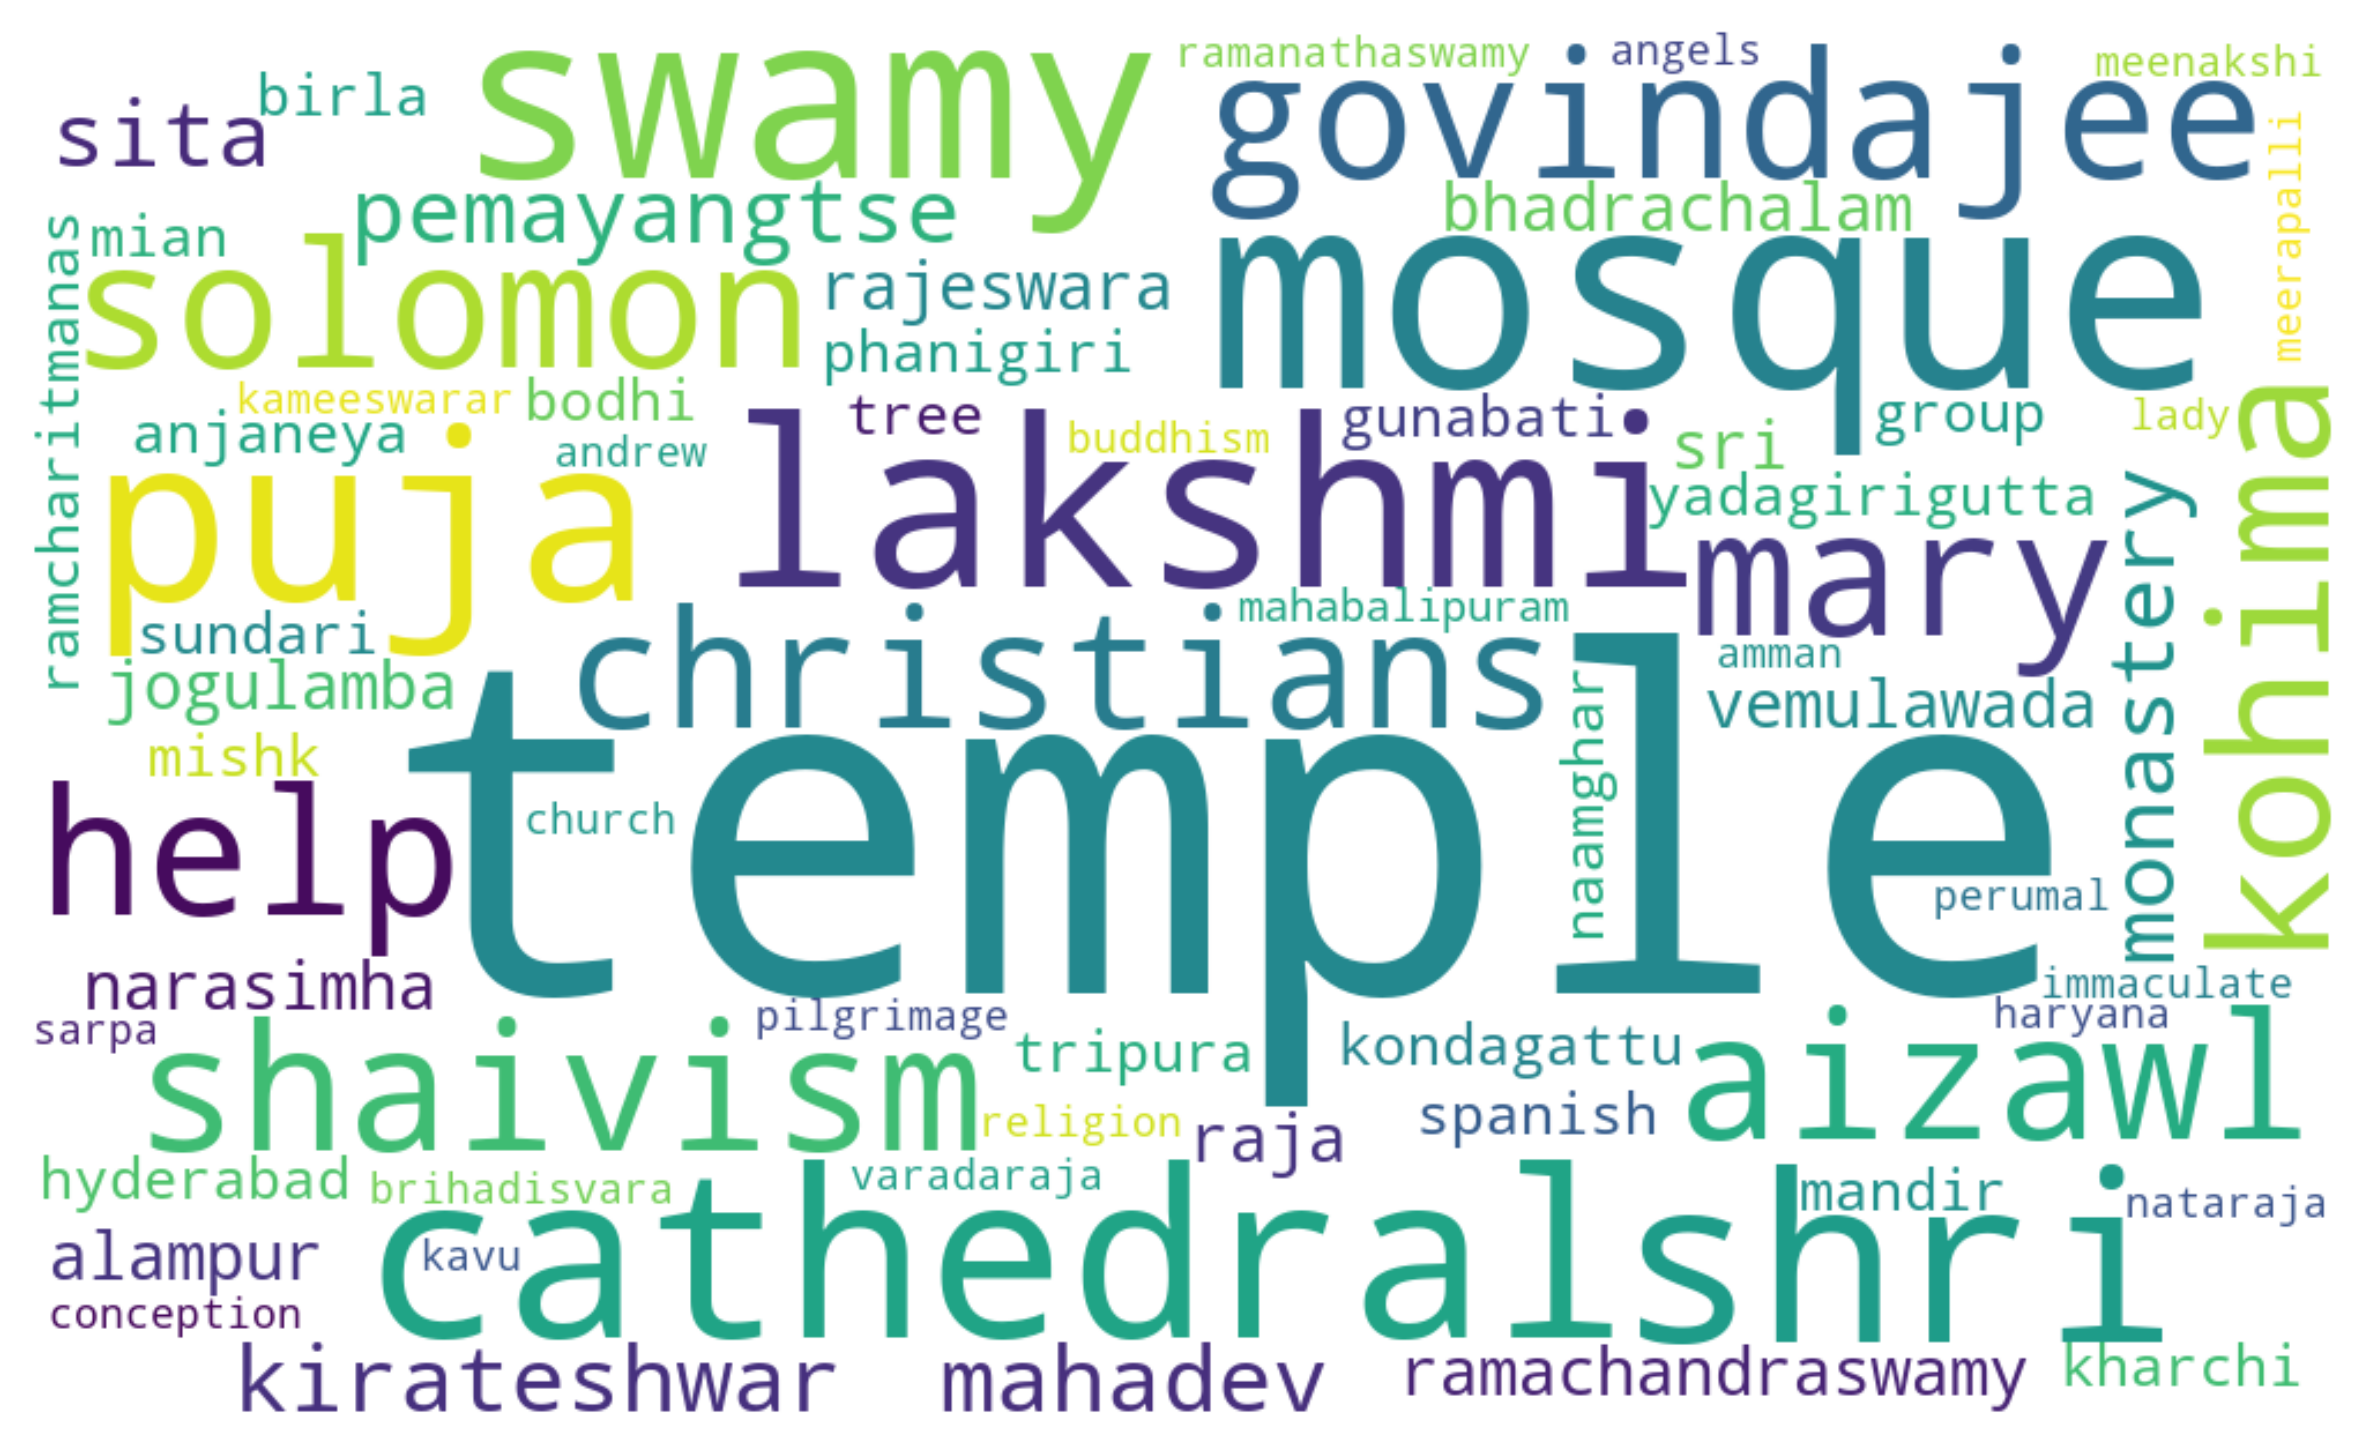 swamy
ramanathaswamy
angels
meenakshi
govindajee
birla
sita
meerapalli
pemayangtse
bhadrachalam
mian
ramcharitmanas
solomon
mosque
rajeswara
phanigiri
kameeswarar
bodhi
tree
gunabati
group
lady
kohima
anjaneya
andrew
buddhism
sri
lakshmi
puja
yadagirigutta
monastery
mary
sundari
christians
mahabalipuram
amman
jogulamba
naamghar
vemulawada
mishk
temple
help
church
perumal
narasimha
immaculate
sarpa
pilgrimage
haryana
shaivism
tripura
kondagattu
aizawl
religion
raja
spanish
hyderabad
brihadisvara
varadaraja
mandir
nataraja
alampur
kavu
cathedral
shri
conception
kirateshwar
mahadev
ramachandraswamy
kharchi